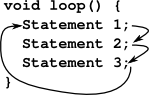 void loop() {
Statement 1;
Statement 2;
Statement 3;
}